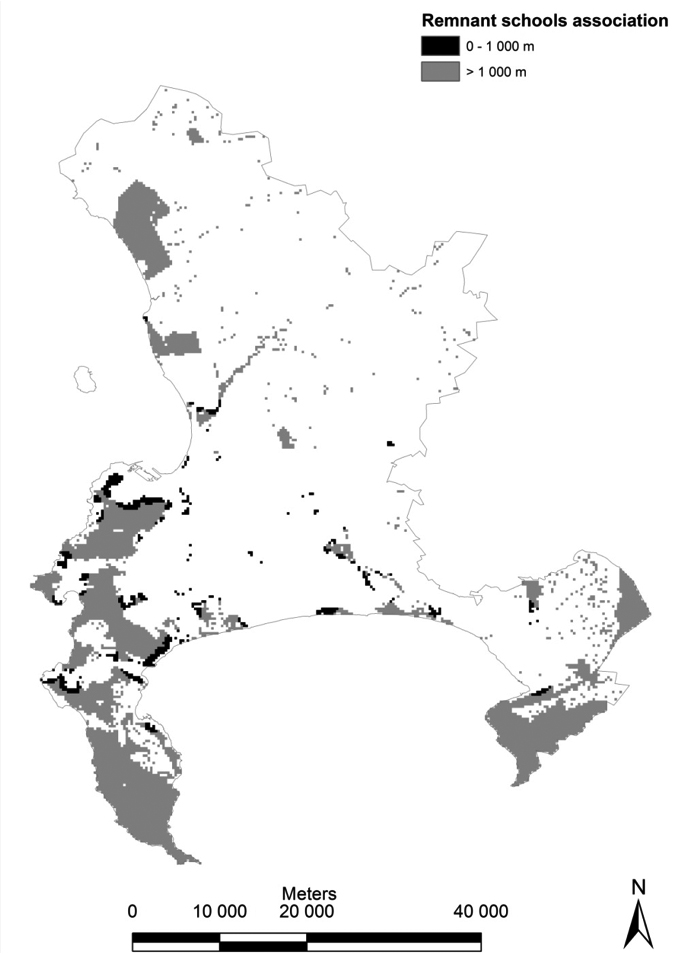 Remnant schools association
0 - 1 000 m
> 1 000 m
N
Meters
0 10 000 20 000 40 000